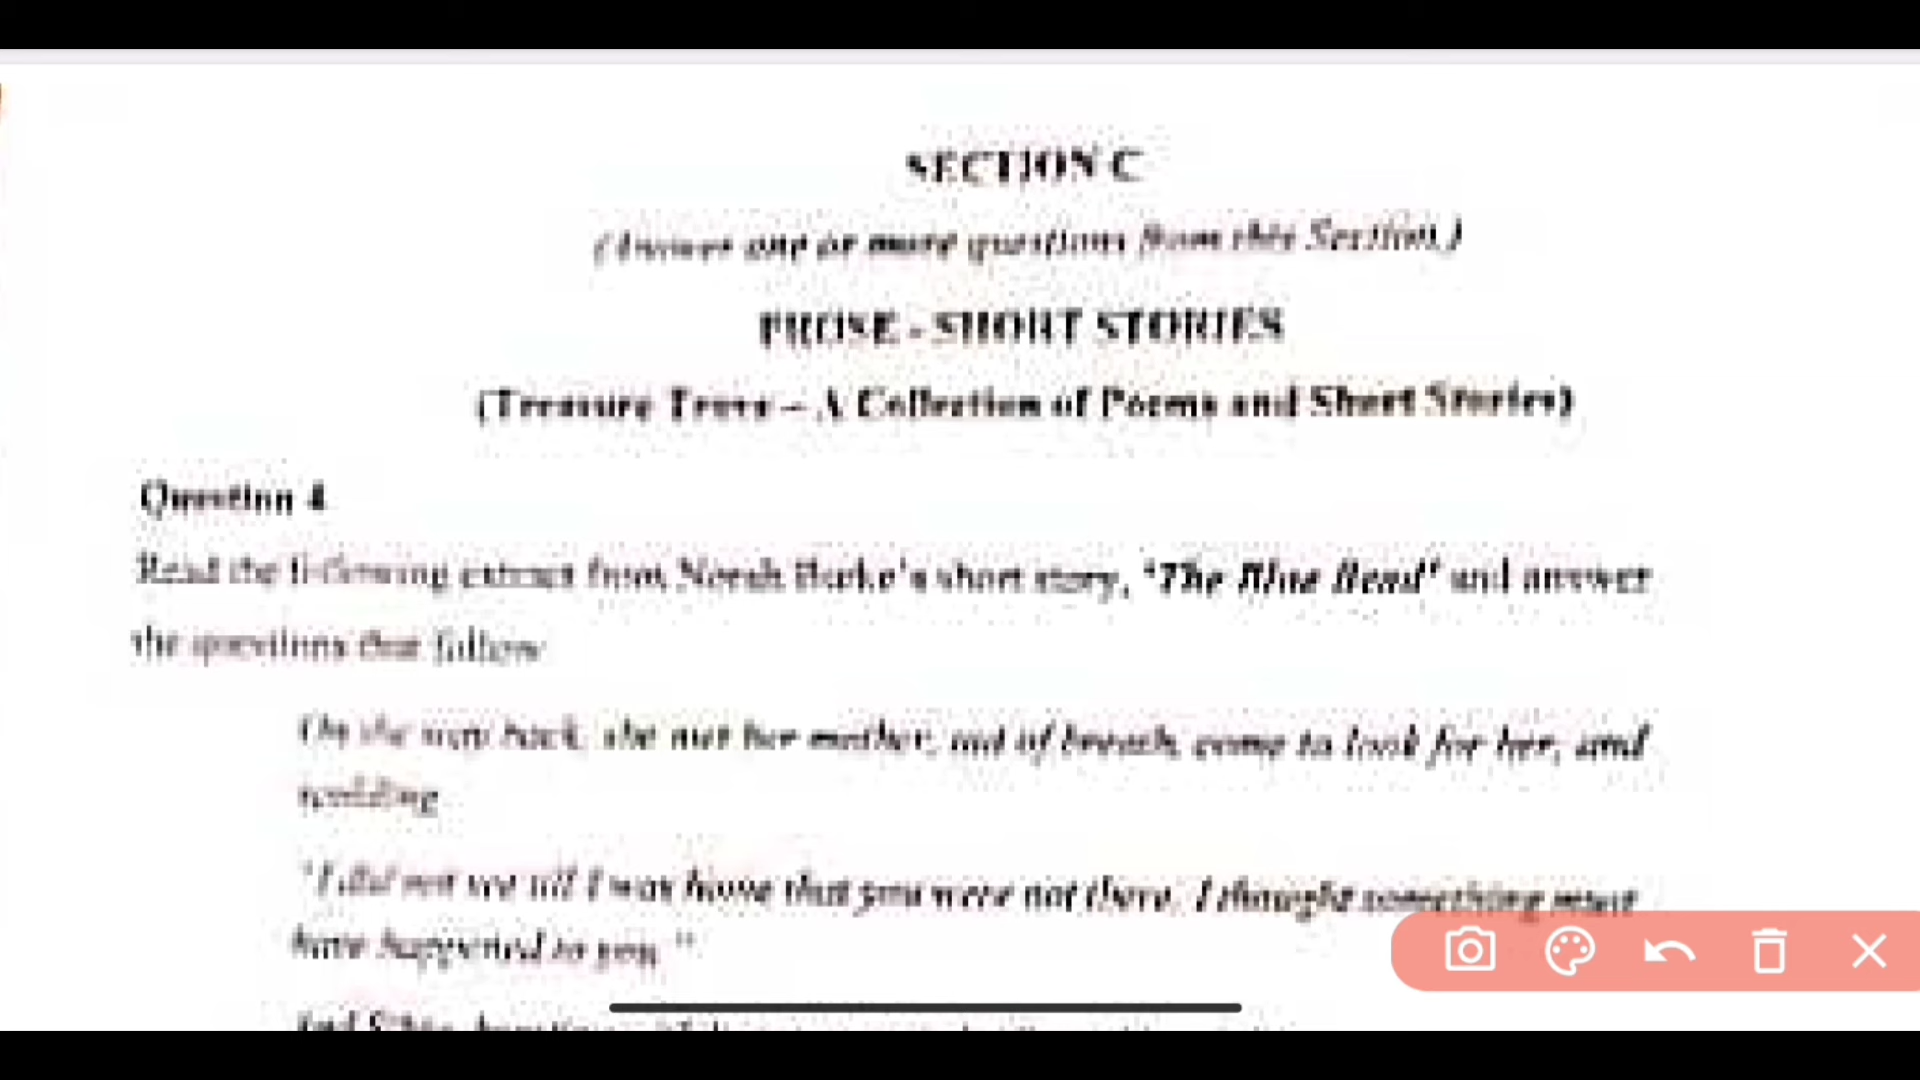 SECTION C
(Answer one or more questions from this Section.)
PROSE - SHORT STORIES
(Treasure Trove – A Collection of Poems and Short Stories)
Question 4
Read the following extract from Norah Burke's short story, 'The Blue Bead' and answer
the questions that follow
On the way back, she met her mother, out of breath, come to look for her, and
scolding
"I did not see till I was home that you were not there. I thought something must
have happened to you."
And Sibia, bursting